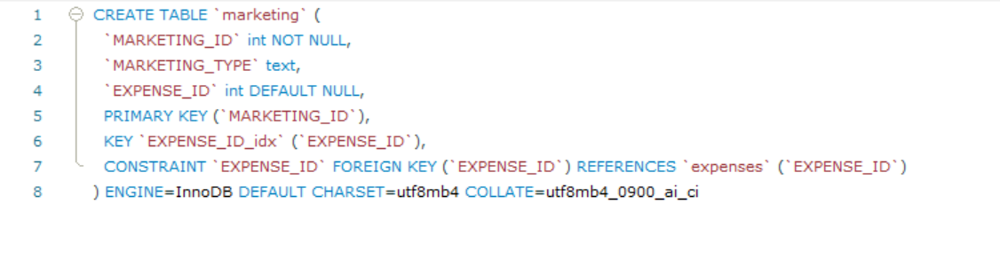 1 CREATE TABLE `marketing` (
2 `MARKETING_ID` int NOT NULL,
3 `MARKETING_TYPE` text,
4 `EXPENSE_ID` int DEFAULT NULL,
5 PRIMARY KEY (`MARKETING_ID`),
6 KEY `EXPENSE_ID_idx` (`EXPENSE_ID`),
7 CONSTRAINT `EXPENSE_ID` FOREIGN KEY (`EXPENSE_ID`) REFERENCES `expenses` (`EXPENSE_ID`)
8 ) ENGINE=InnoDB DEFAULT CHARSET=utf8mb4 COLLATE=utf8mb4_0900_ai_ci